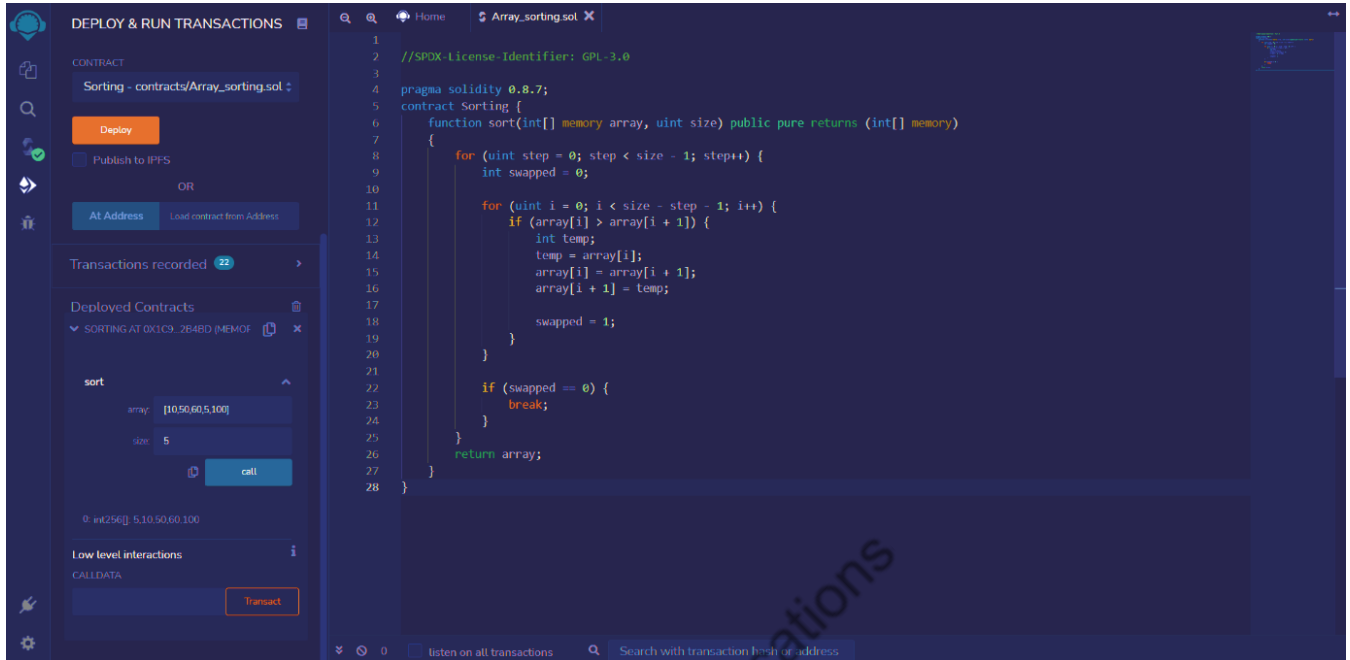 DEPLOY & RUN TRANSACTIONS
CONTRACT
Sorting - contracts/Array_sorting.sol
Deploy
Publish to IPFS
OR
At Address
Load contract from Address
Transactions recorded 22
Deployed Contracts
SORTING AT 0X1C9...2B4BD (MEMOR
sort
array: [10,50,60,5,100]
size: 5
call
0: int256[]: 5,10,50,60,100
Low level interactions
i
CALLDATA
Transact
Home
Array_sorting.sol
1
2 //SPDX-License-Identifier: GPL-3.0
3
4 pragma solidity 0.8.7;
5 contract Sorting {
6 function sort(int[] memory array, uint size) public pure returns (int[] memory)
7 {
8 for (uint step = 0; step < size - 1; step++) {
9 int swapped = 0;
10
11 for (uint i = 0; i < size - step - 1; i++) {
12 if (array[i] > array[i + 1]) {
13 int temp;
14 temp = array[i];
15 array[i] = array[i + 1];
16 array[i + 1] = temp;
17
18 swapped = 1;
19 }
20 }
21
22 if (swapped == 0) {
23 break;
24 }
25 }
26 return array;
27 }
28 }
0
listen on all transactions
Search with transaction hash or address